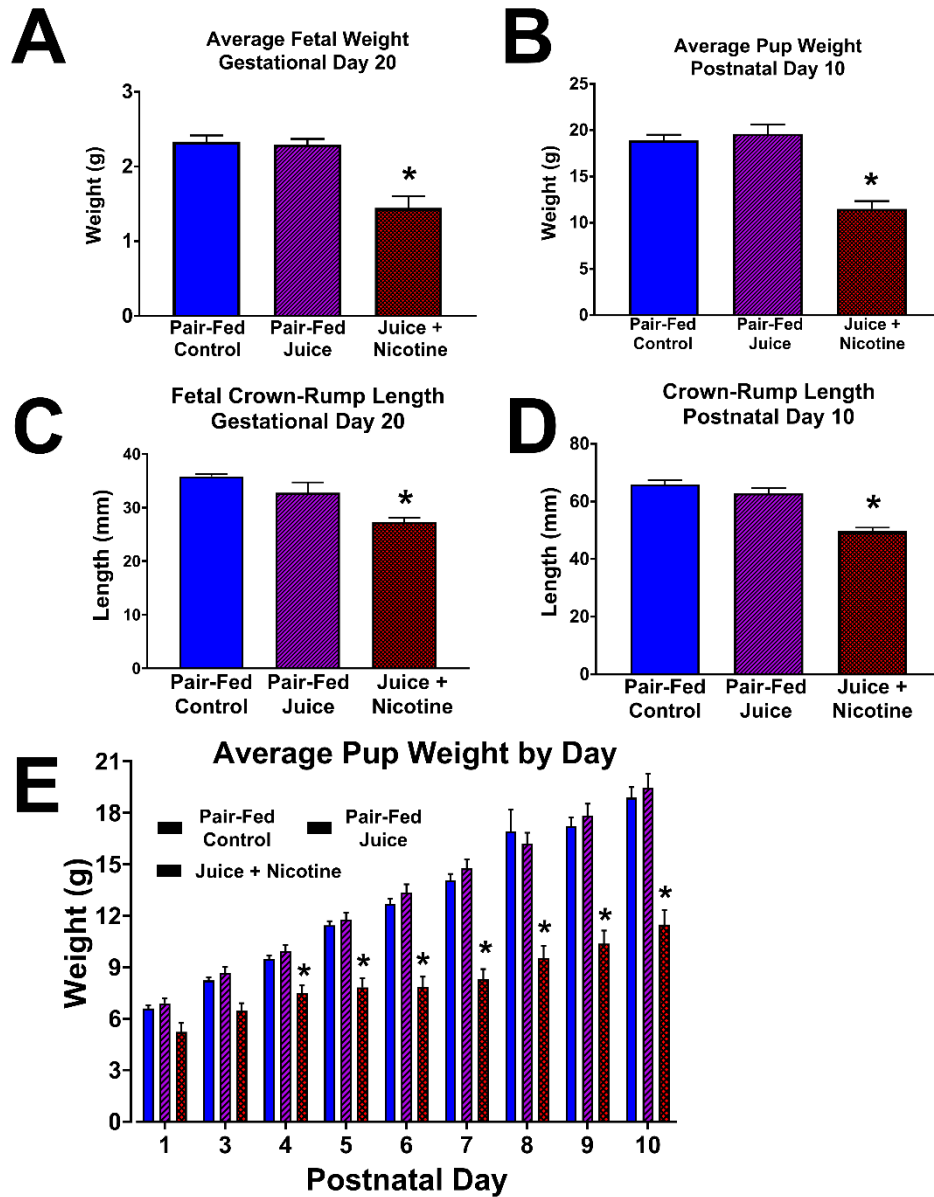 A
Average Fetal Weight
Gestational Day 20
Weight (g)
3
2
1
0
*
Pair-Fed
Control
Pair-Fed
Juice
Juice +
Nicotine
B
Average Pup Weight
Postnatal Day 10
Weight (g)
25
20
15
10
5
0
*
Pair-Fed
Control
Pair-Fed
Juice
Juice +
Nicotine
C
Fetal Crown-Rump Length
Gestational Day 20
Length (mm)
40
30
20
10
0
*
Pair-Fed
Control
Pair-Fed
Juice
Juice +
Nicotine
D
Crown-Rump Length
Postnatal Day 10
Length (mm)
80
60
40
20
0
*
Pair-Fed
Control
Pair-Fed
Juice
Juice +
Nicotine
E
Average Pup Weight by Day
Weight (g)
21
18
15
12
9
6
3
0
Pair-Fed
Control
Pair-Fed
Juice
Juice + Nicotine
* * * * * * *
1 3 4 5 6 7 8 9 10
Postnatal Day